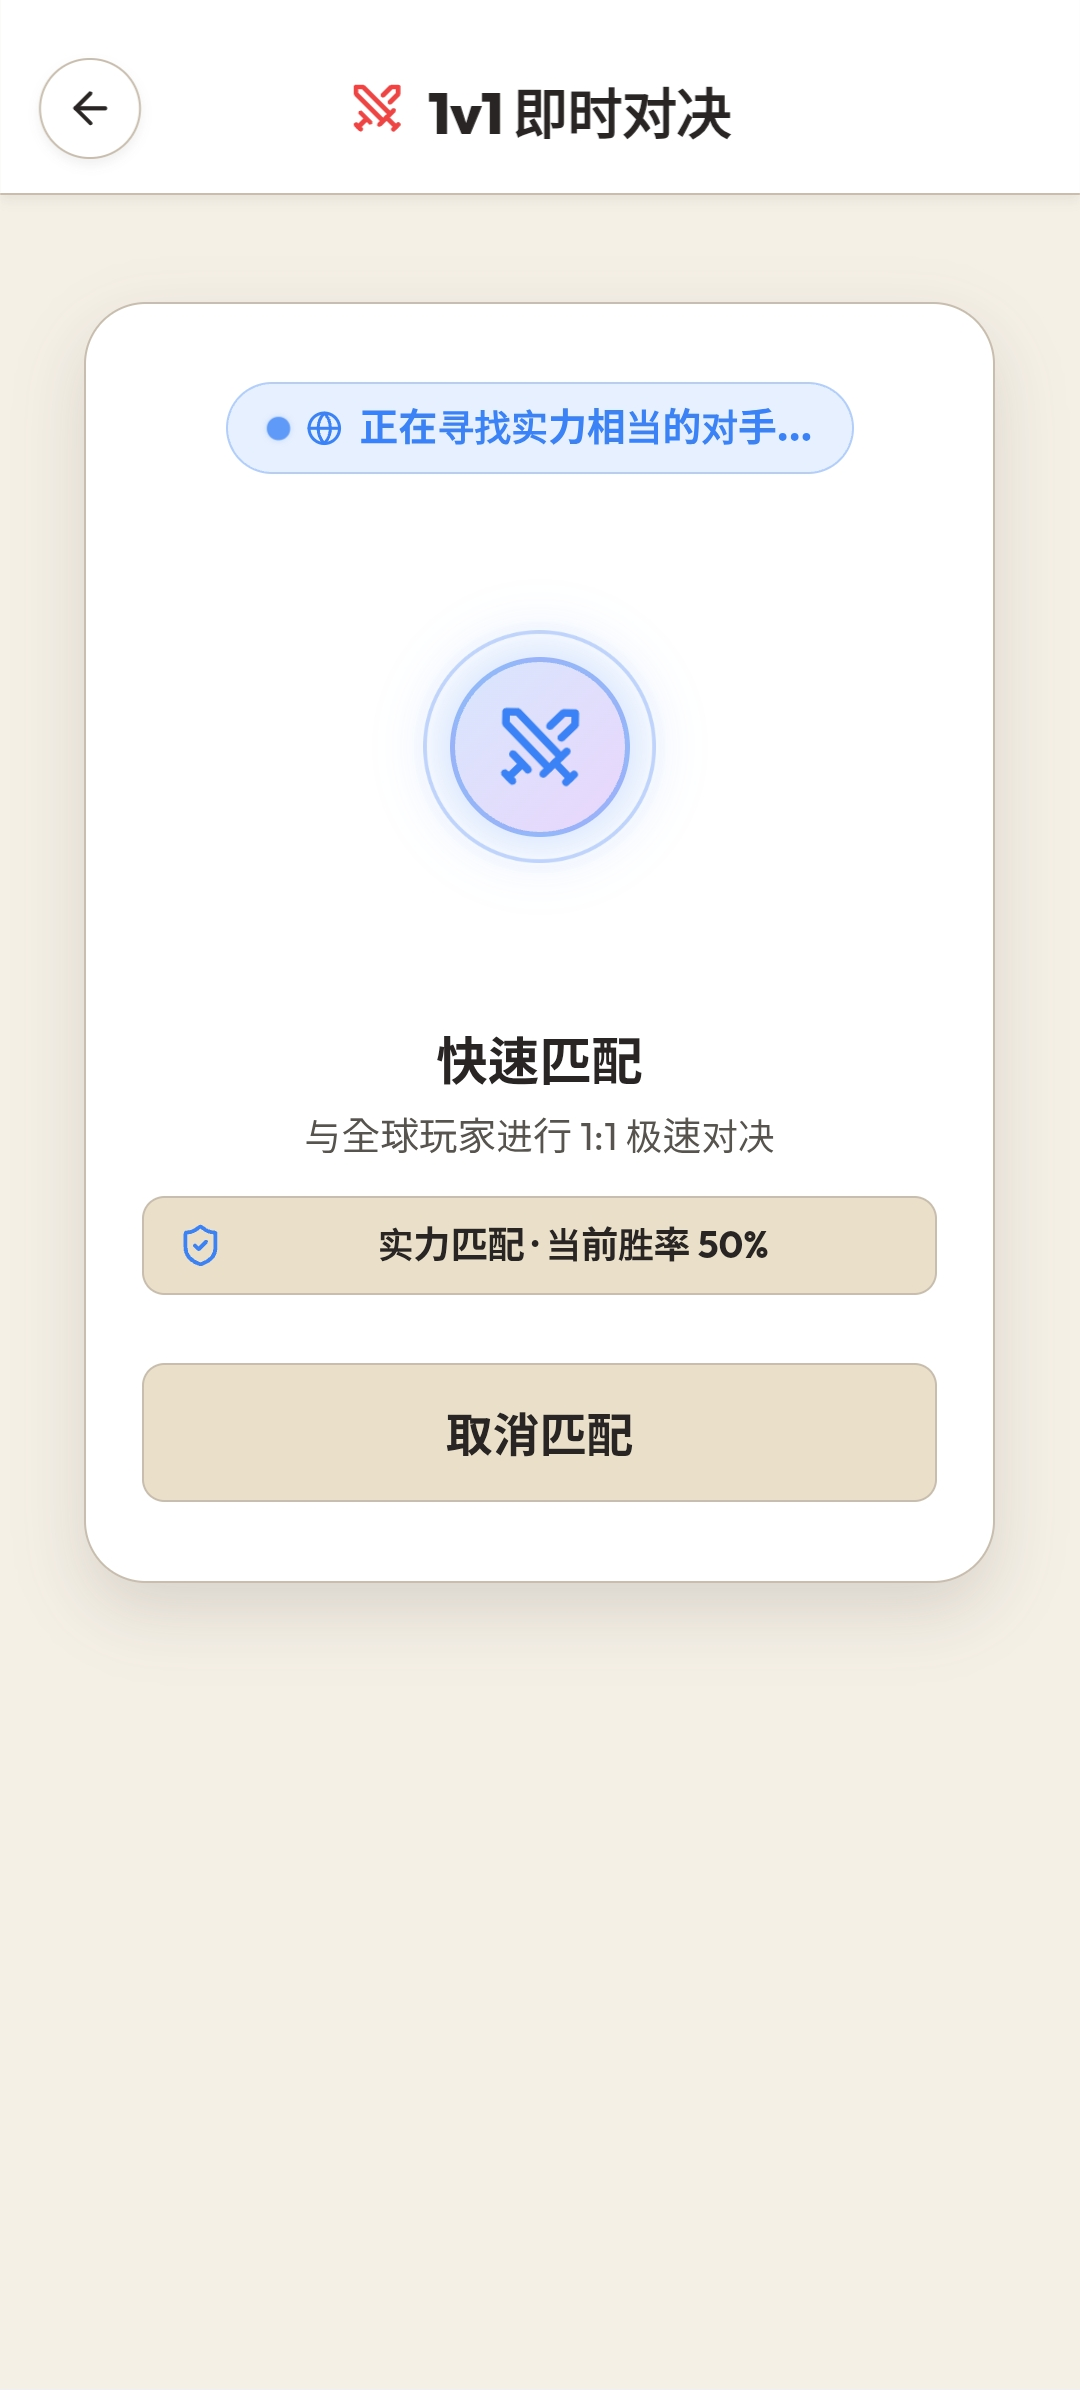 1v1 即时对决
正在寻找实力相当的对手...
快速匹配
与全球玩家进行 1:1 极速对决
实力匹配 · 当前胜率 50%
取消匹配